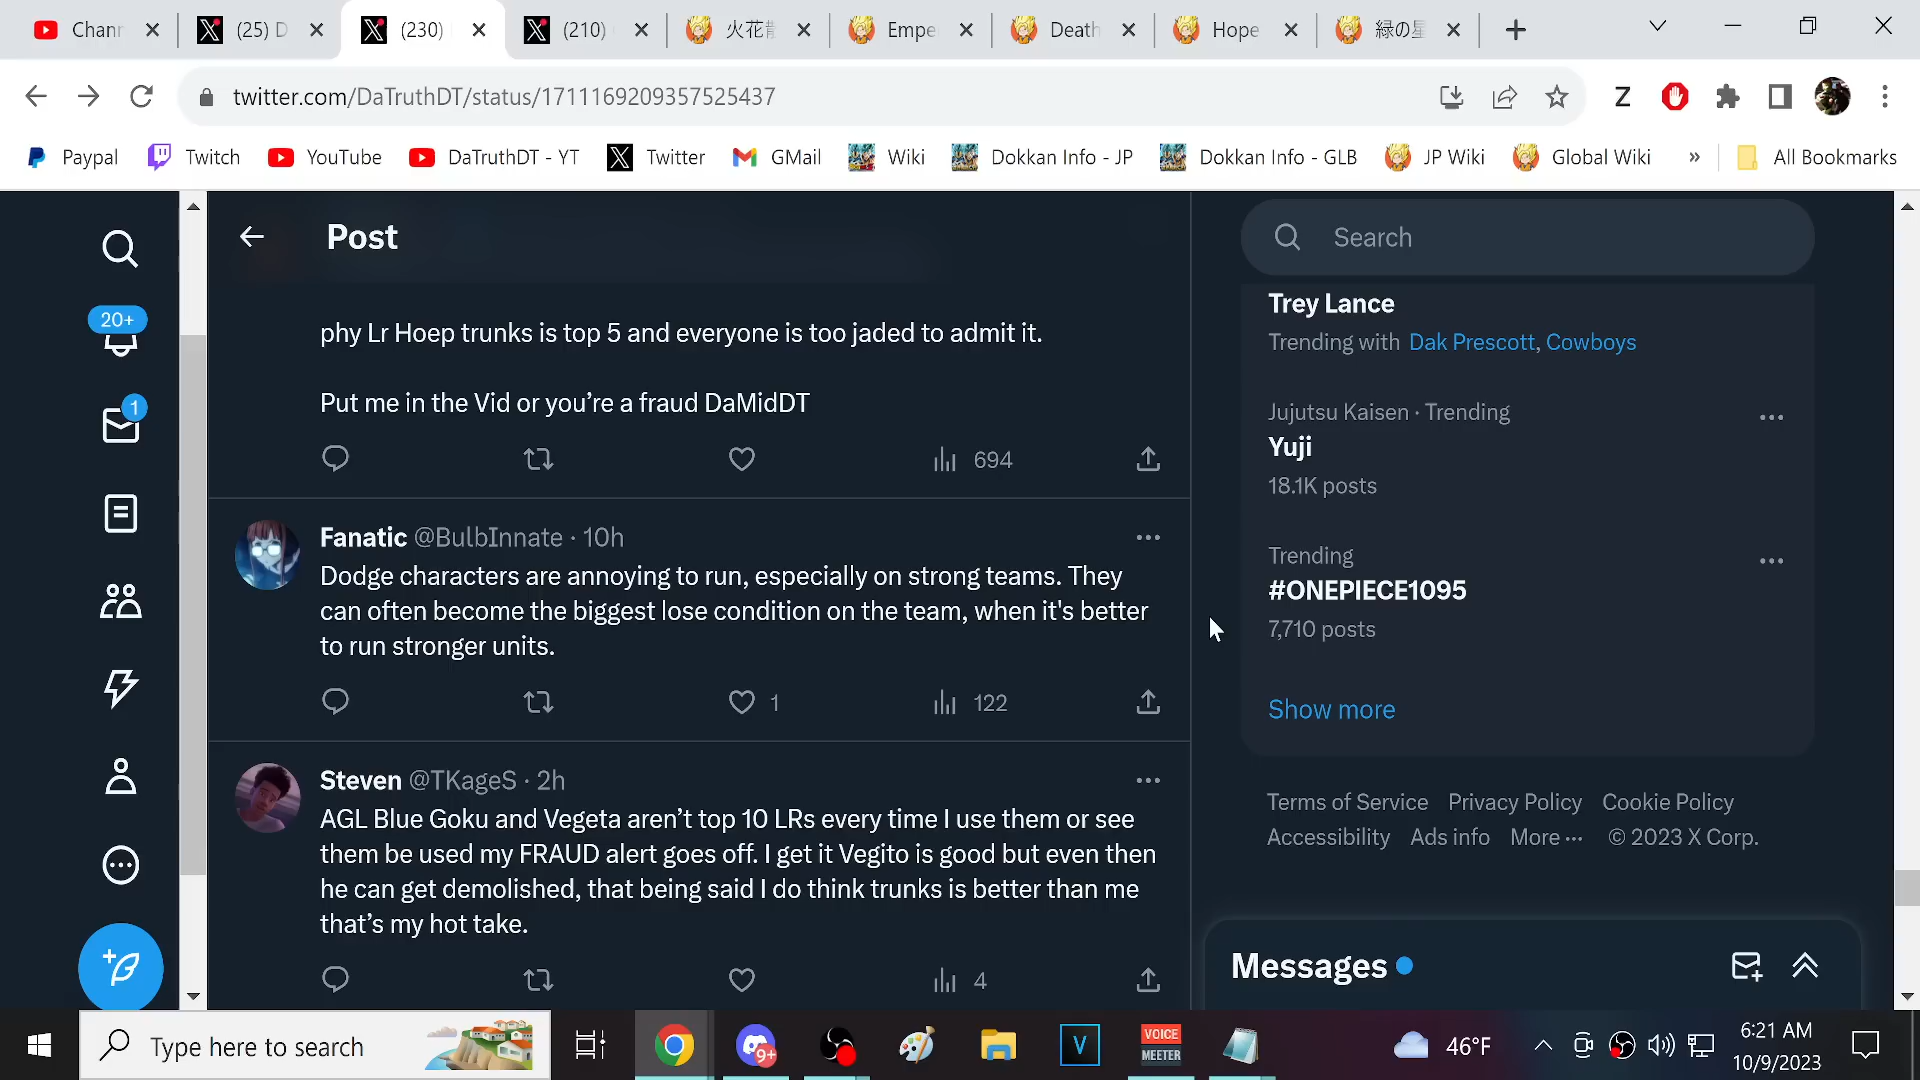 Chann
(25) D
(230)
(210)
火花散
Empe
Death
Hope
緑の星
twitter.com/DaTruthDT/status/1711169209357525437
Z
Paypal
Twitch
YouTube
DaTruthDT - YT
Twitter
GMail
Wiki
Dokkan Info - JP
Dokkan Info - GLB
JP Wiki
Global Wiki
»
All Bookmarks
20+
1
Post
phy Lr Hoep trunks is top 5 and everyone is too jaded to admit it.
Put me in the Vid or you’re a fraud DaMidDT
694
Fanatic @BulbInnate · 10h
Dodge characters are annoying to run, especially on strong teams. They
can often become the biggest lose condition on the team, when it's better
to run stronger units.
1
122
Steven @TKageS · 2h
AGL Blue Goku and Vegeta aren’t top 10 LRs every time I use them or see
them be used my FRAUD alert goes off. I get it Vegito is good but even then
he can get demolished, that being said I do think trunks is better than me
that’s my hot take.
4
Search
Trey Lance
Trending with Dak Prescott, Cowboys
Jujutsu Kaisen · Trending
Yuji
18.1K posts
Trending
#ONEPIECE1095
7,710 posts
Show more
Terms of Service Privacy Policy Cookie Policy
Accessibility Ads info More ··· © 2023 X Corp.
Messages
Type here to search
9+
V
VOICE
MEETER
46°F
6:21 AM
10/9/2023